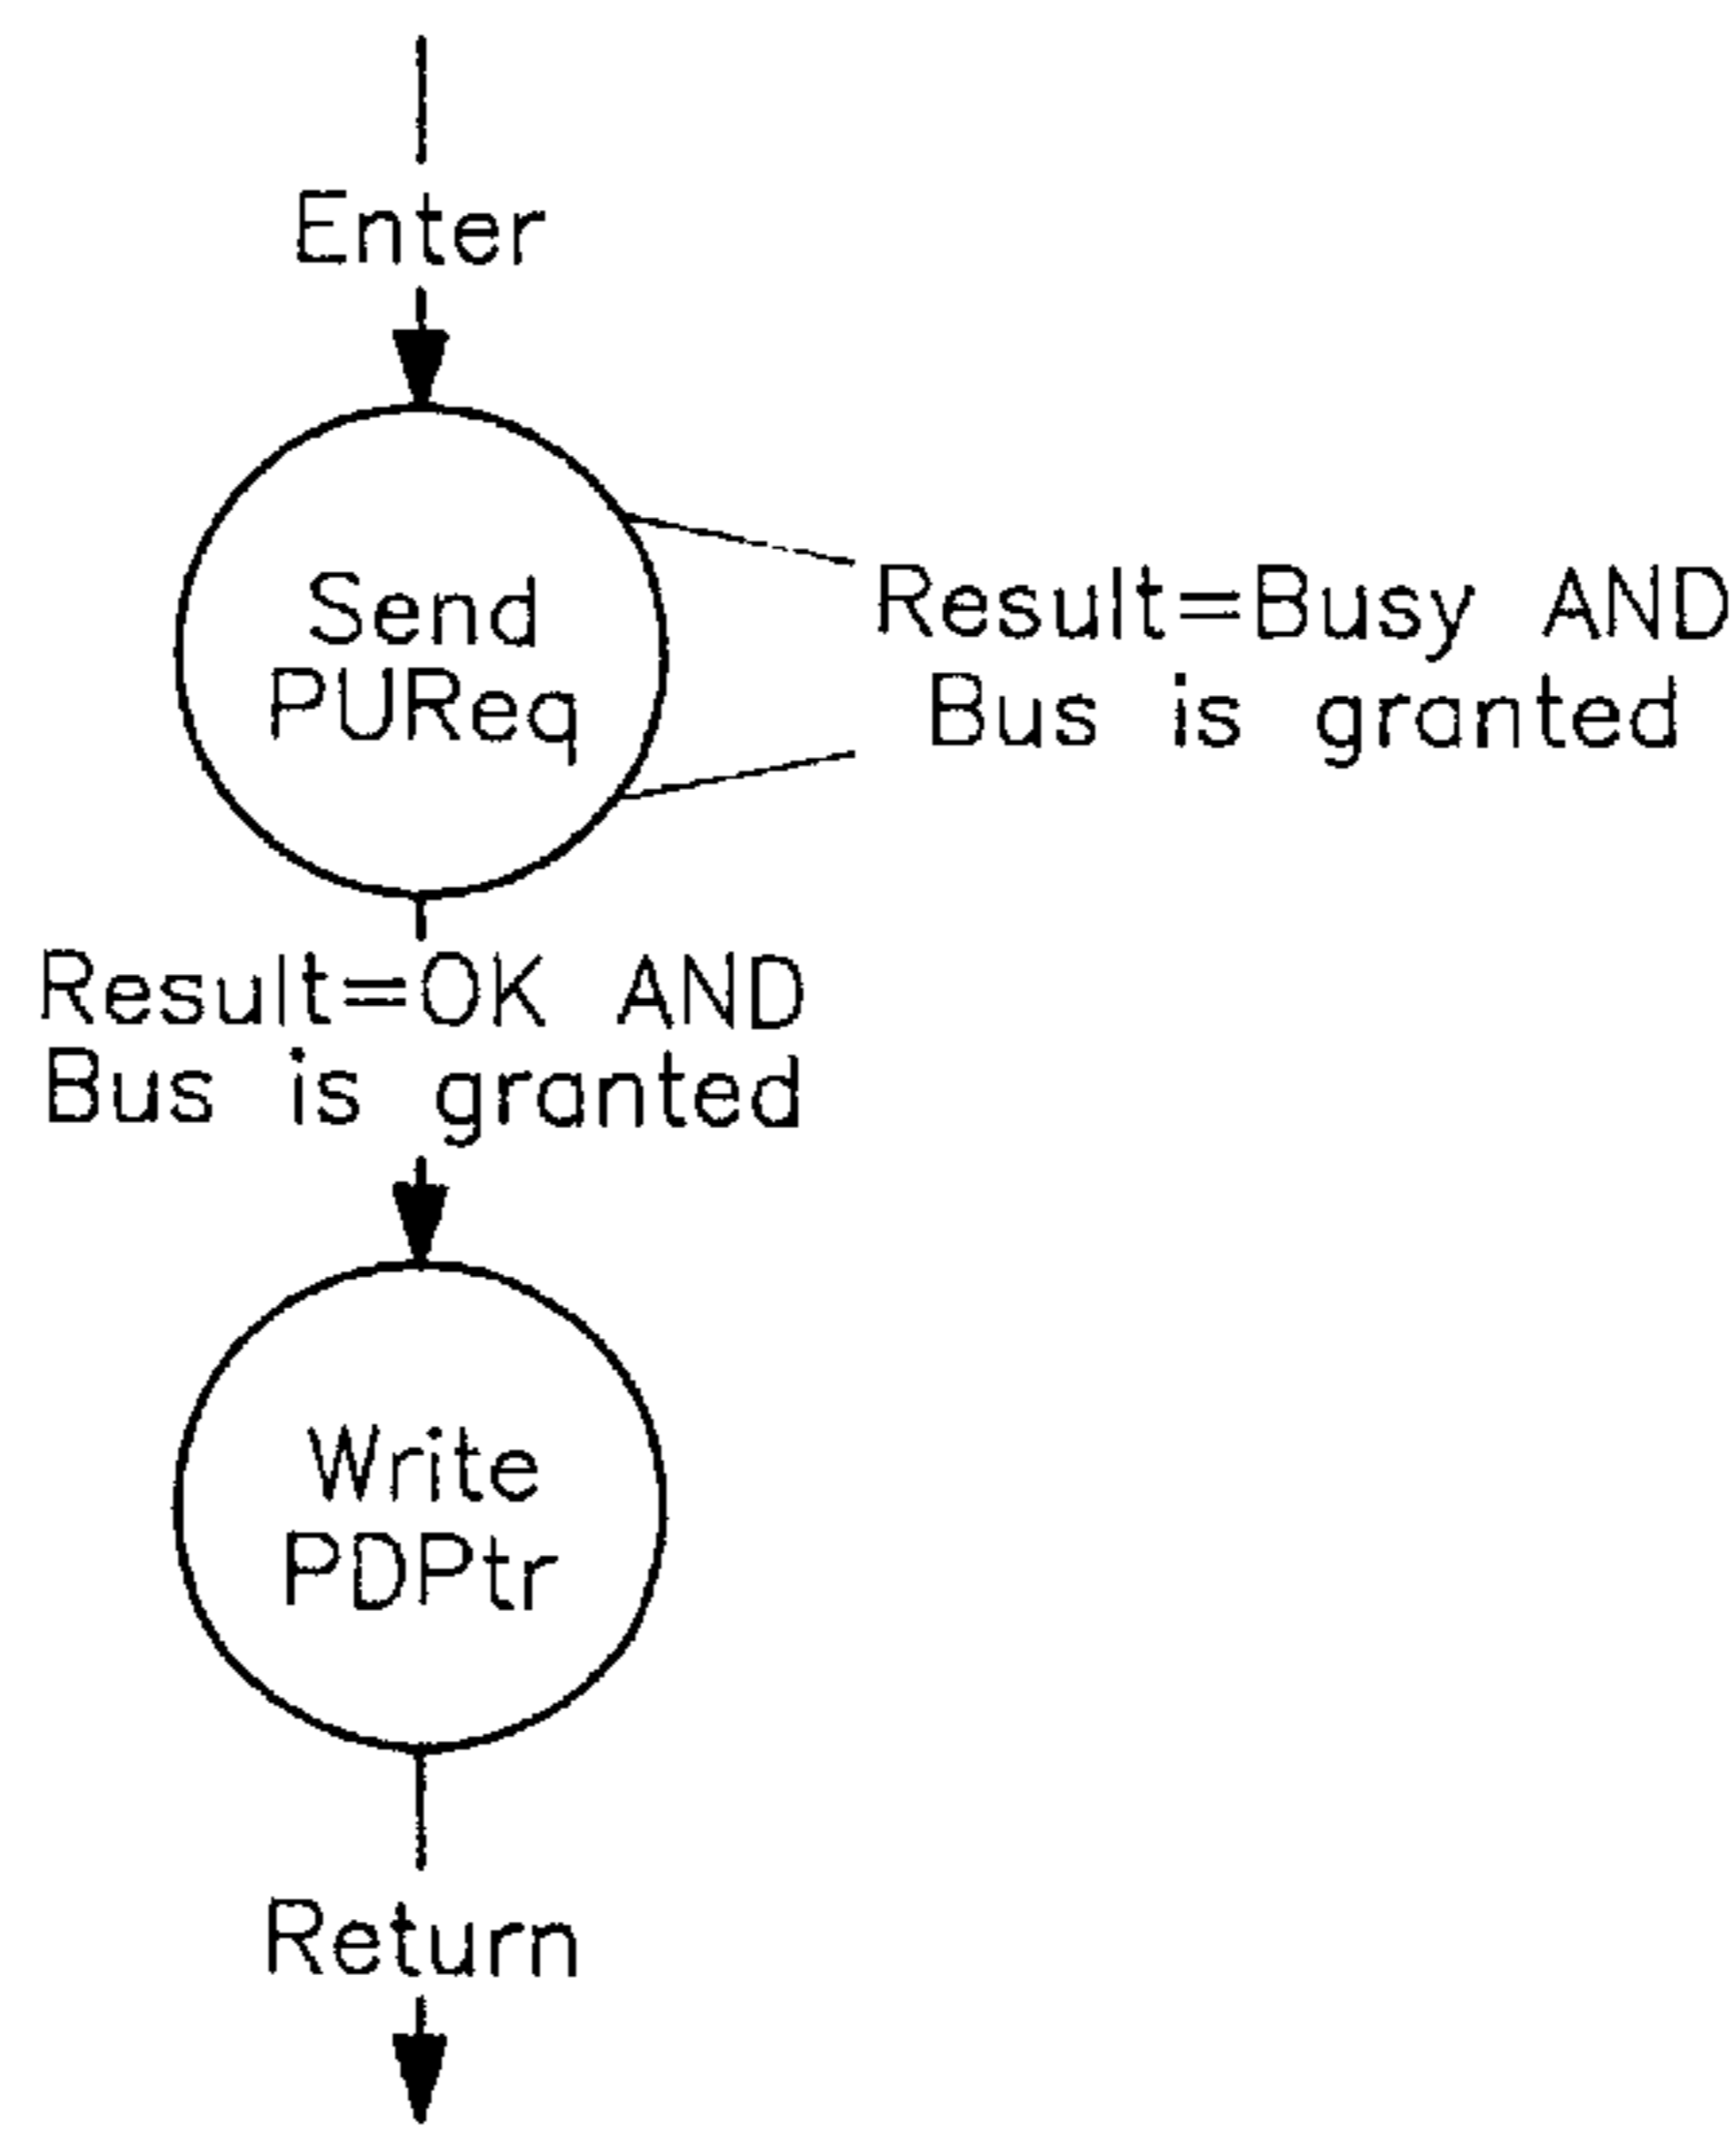 Enter
Send
PUReq
Result=Busy AND
Bus is granted
Result=OK AND
Bus is granted
Write
PDPtr
Return